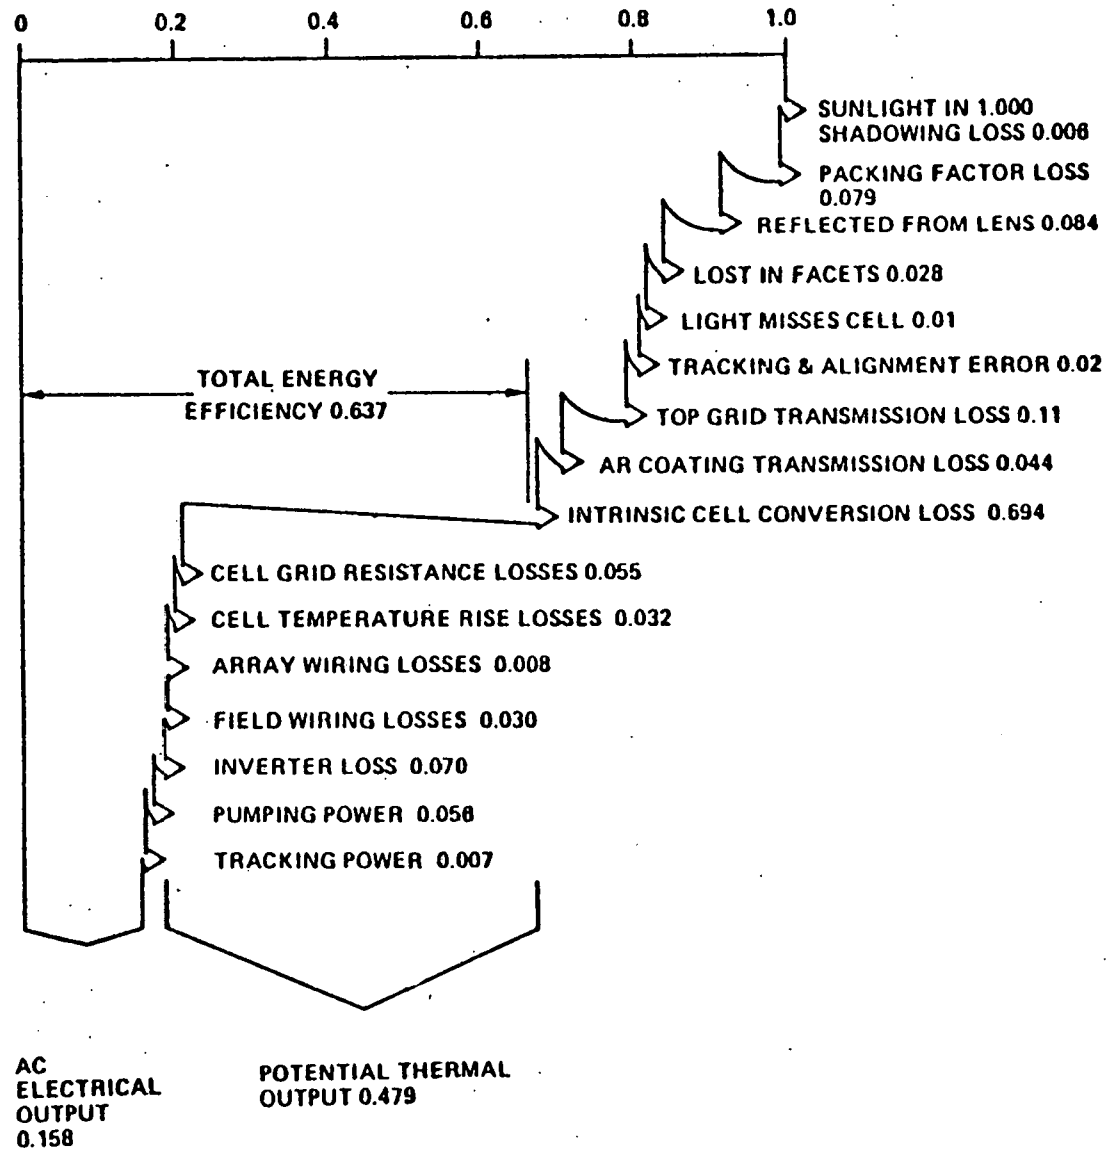 0 0.2 0.4 0.6 0.8 1.0
SUNLIGHT IN 1.000
SHADOWING LOSS 0.006
PACKING FACTOR LOSS
0.079
REFLECTED FROM LENS 0.084
LOST IN FACETS 0.028
LIGHT MISSES CELL 0.01
TRACKING & ALIGNMENT ERROR 0.02
TOTAL ENERGY
EFFICIENCY 0.637
TOP GRID TRANSMISSION LOSS 0.11
AR COATING TRANSMISSION LOSS 0.044
INTRINSIC CELL CONVERSION LOSS 0.694
CELL GRID RESISTANCE LOSSES 0.055
CELL TEMPERATURE RISE LOSSES 0.032
ARRAY WIRING LOSSES 0.008
FIELD WIRING LOSSES 0.030
INVERTER LOSS 0.070
PUMPING POWER 0.056
TRACKING POWER 0.007
AC
ELECTRICAL
OUTPUT
0.158
POTENTIAL THERMAL
OUTPUT 0.479